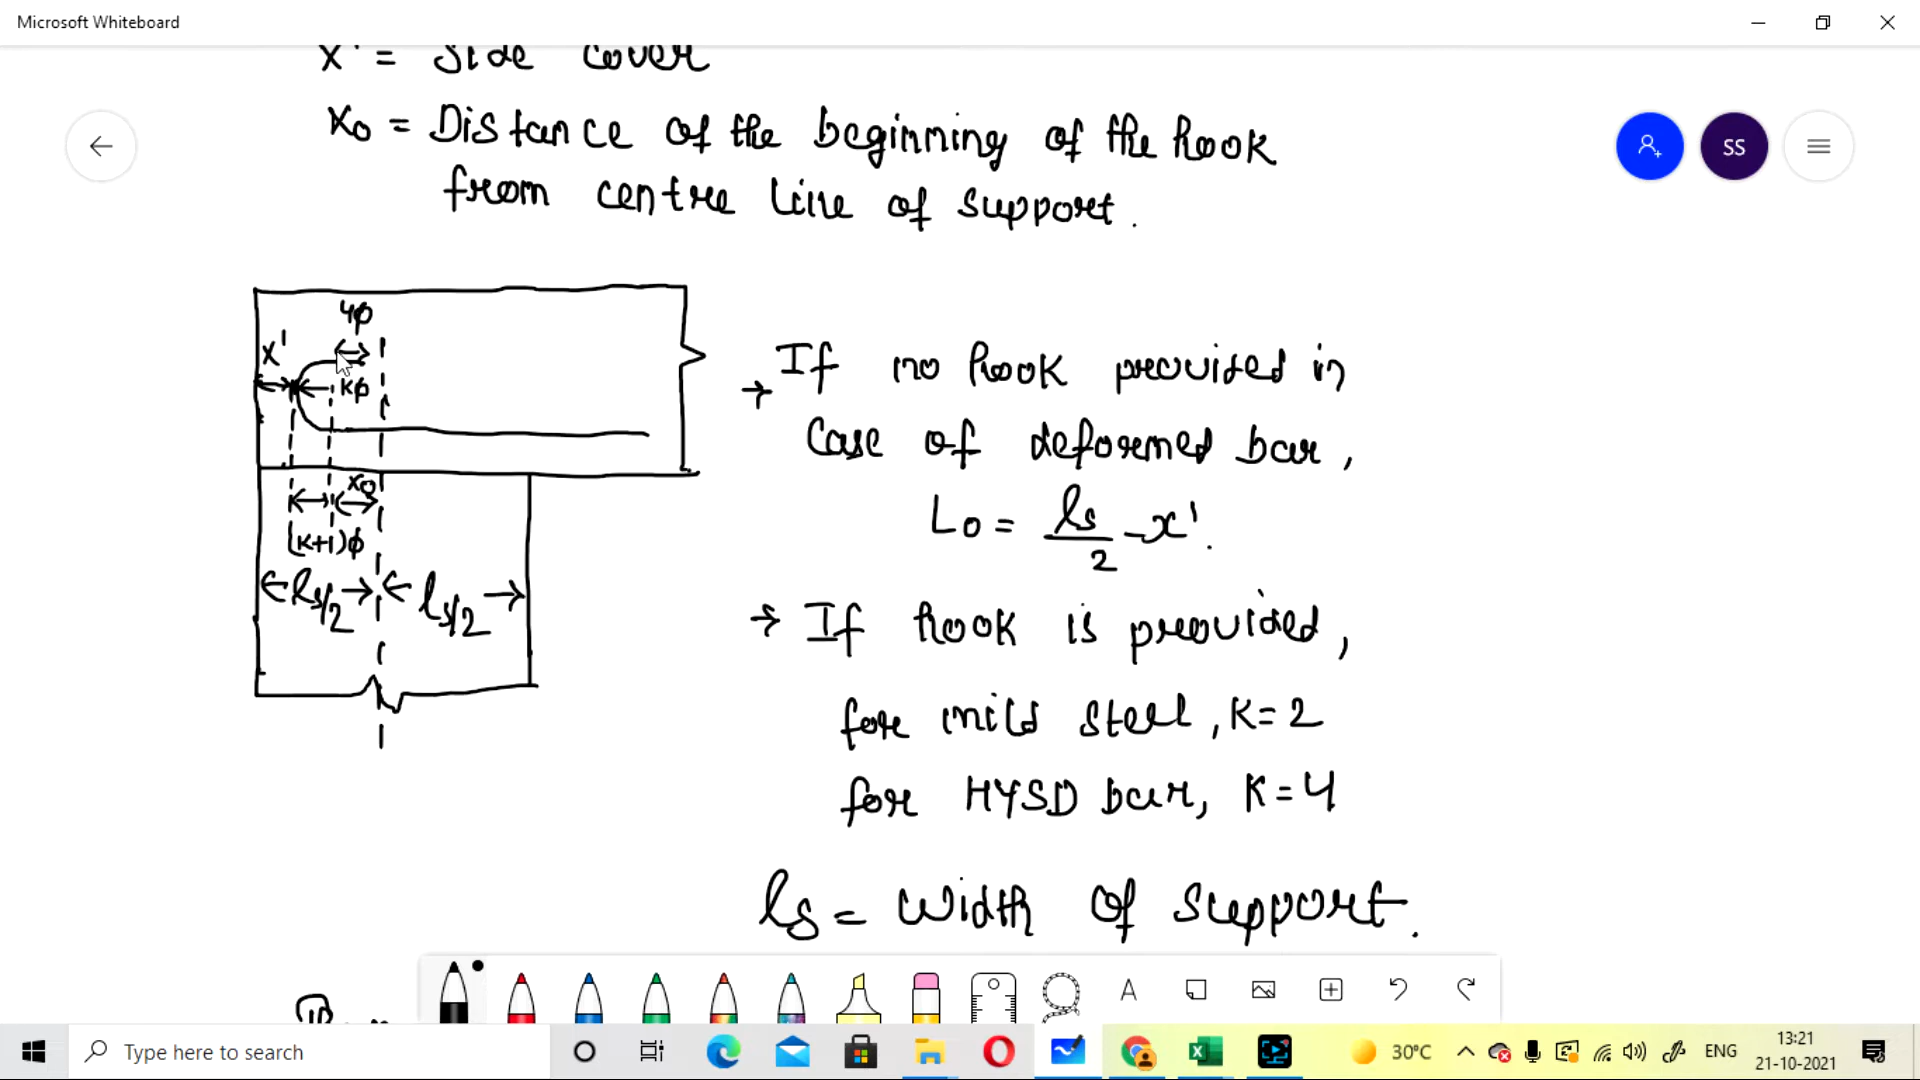 Microsoft Whiteboard
x' = Side cover
x₀ = Distance of the beginning of the hook
from centre line of support.
SS
4φ
x'
kφ
→ If no hook provided in
Case of deformed bar,
L₀ = ls/2 - x'.
x₀
(k+1)φ
ls/2
ls/2
→ If hook is provided,
for mild steel, K=2
for HYSD bar, K=4
ls = Width of support.
A
Type here to search
30°C
ENG
13:21
21-10-2021